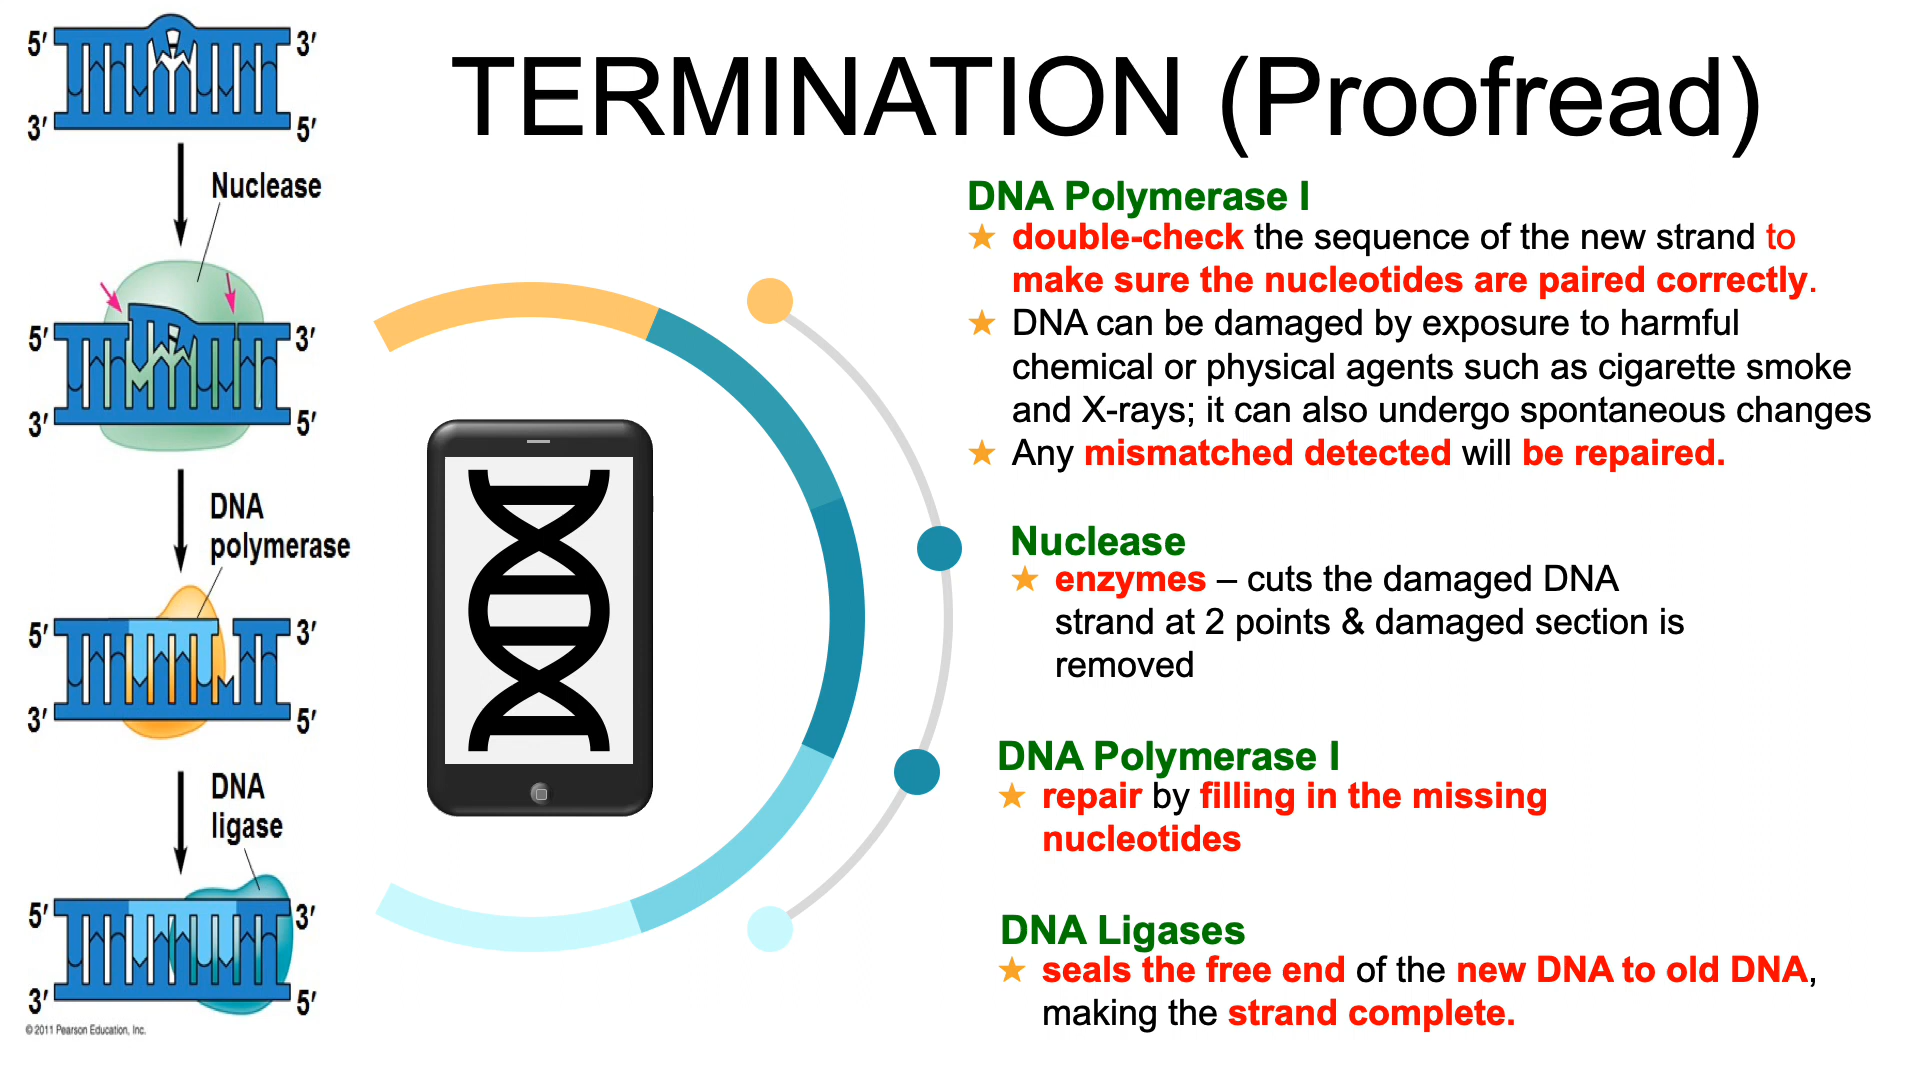 TERMINATION (Proofread)
5′ 3′
3′ 5′
Nuclease
5′ 3′
3′ 5′
DNA
polymerase
5′ 3′
3′ 5′
DNA
ligase
5′ 3′
3′ 5′
© 2011 Pearson Education, Inc.
DNA Polymerase I
★ double-check the sequence of the new strand to
make sure the nucleotides are paired correctly.
★ DNA can be damaged by exposure to harmful
chemical or physical agents such as cigarette smoke
and X-rays; it can also undergo spontaneous changes
★ Any mismatched detected will be repaired.
Nuclease
★ enzymes – cuts the damaged DNA
strand at 2 points & damaged section is
removed
DNA Polymerase I
★ repair by filling in the missing
nucleotides
DNA Ligases
★ seals the free end of the new DNA to old DNA,
making the strand complete.